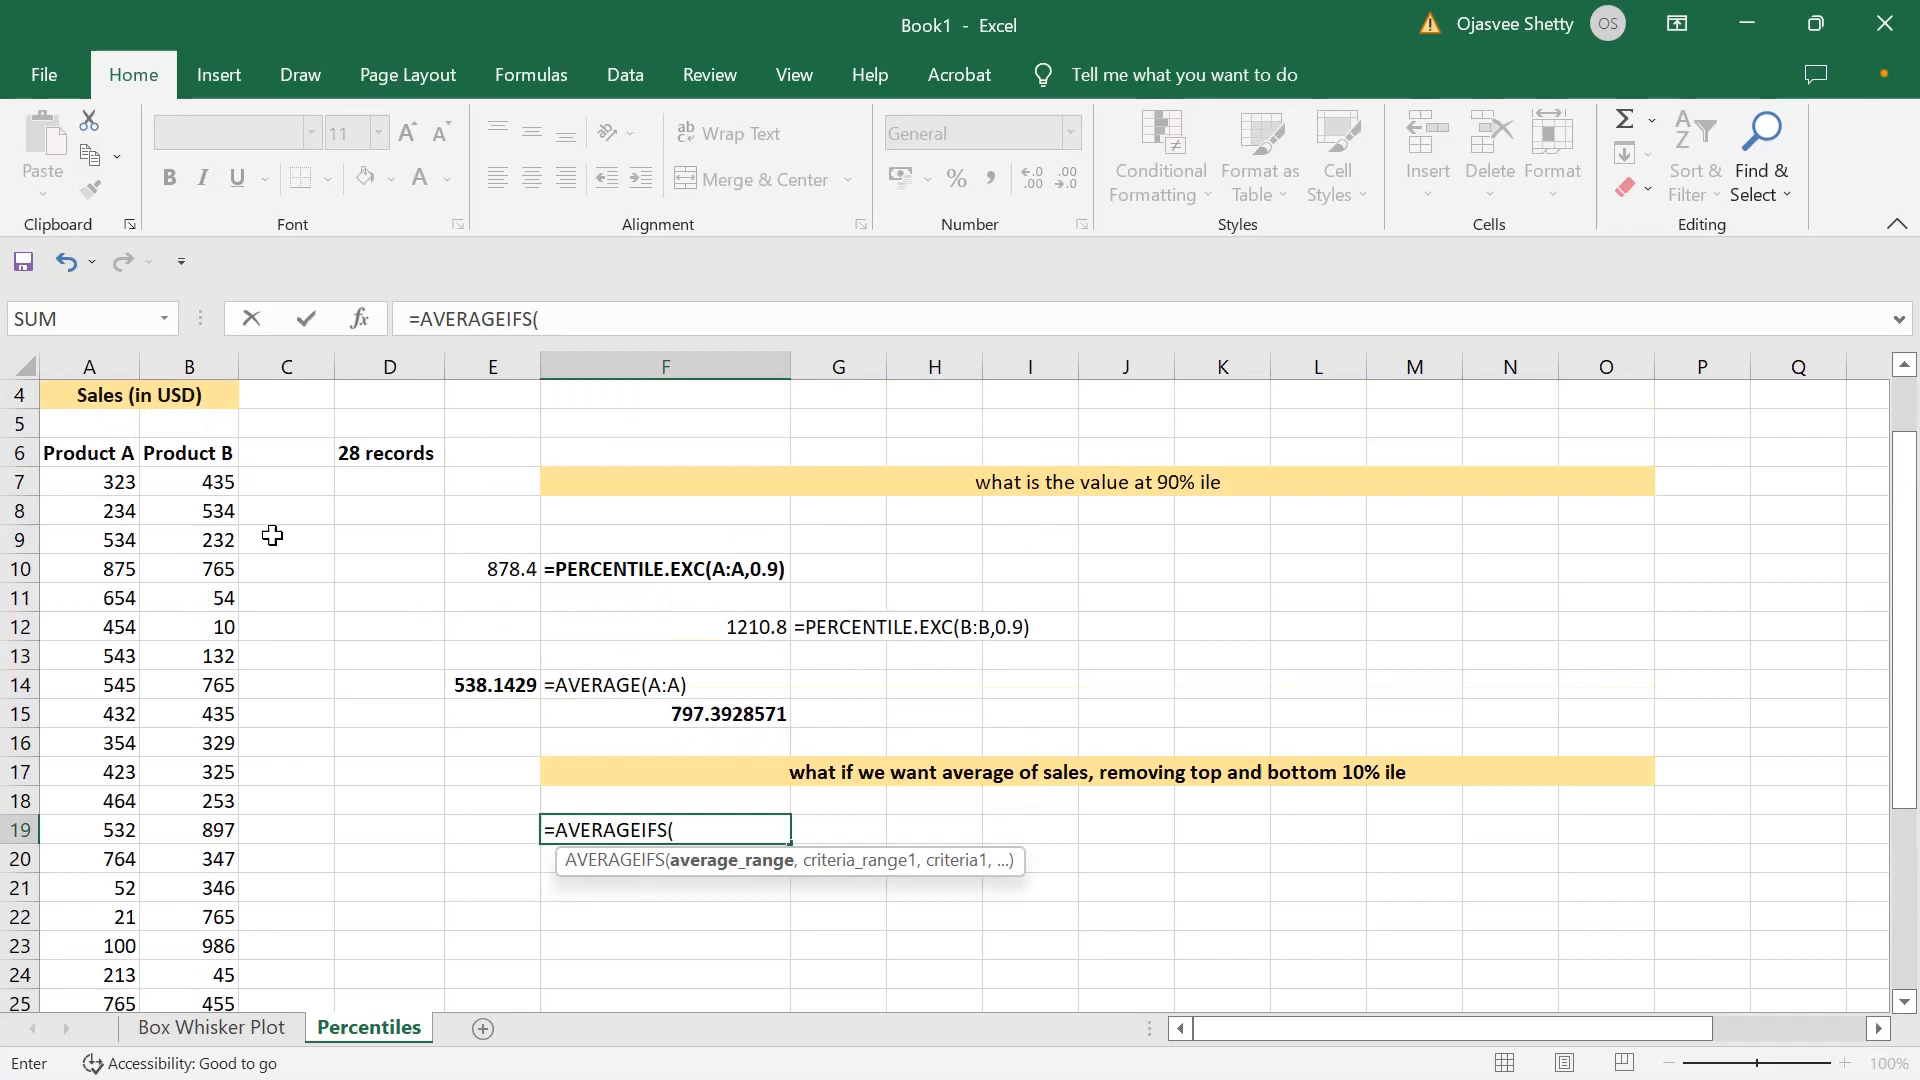 Book1 - Excel
Ojasvee Shetty
OS
File
Home
Insert
Draw
Page Layout
Formulas
Data
Review
View
Help
Acrobat
Tell me what you want to do
Paste
Clipboard
11
B I U
Font
ab Wrap Text
Merge & Center
Alignment
General
% ,
Number
Conditional Formatting
Format as Table
Cell Styles
Styles
Insert
Delete
Format
Cells
Sort & Filter
Find & Select
Editing
SUM
fx
=AVERAGEIFS(
A B C D E F G H I J K L M N O P Q
4 Sales (in USD)
5
6 Product A Product B 28 records
7 323 435 what is the value at 90% ile
8 234 534
9 534 232
10 875 765 878.4 =PERCENTILE.EXC(A:A,0.9)
11 654 54
12 454 10 1210.8 =PERCENTILE.EXC(B:B,0.9)
13 543 132
14 545 765 538.1429 =AVERAGE(A:A)
15 432 435 797.3928571
16 354 329
17 423 325 what if we want average of sales, removing top and bottom 10% ile
18 464 253
19 532 897 =AVERAGEIFS(
20 764 347 AVERAGEIFS(average_range, criteria_range1, criteria1, ...)
21 52 346
22 21 765
23 100 986
24 213 45
25 765 455
Box Whisker Plot
Percentiles
Enter
Accessibility: Good to go
100%